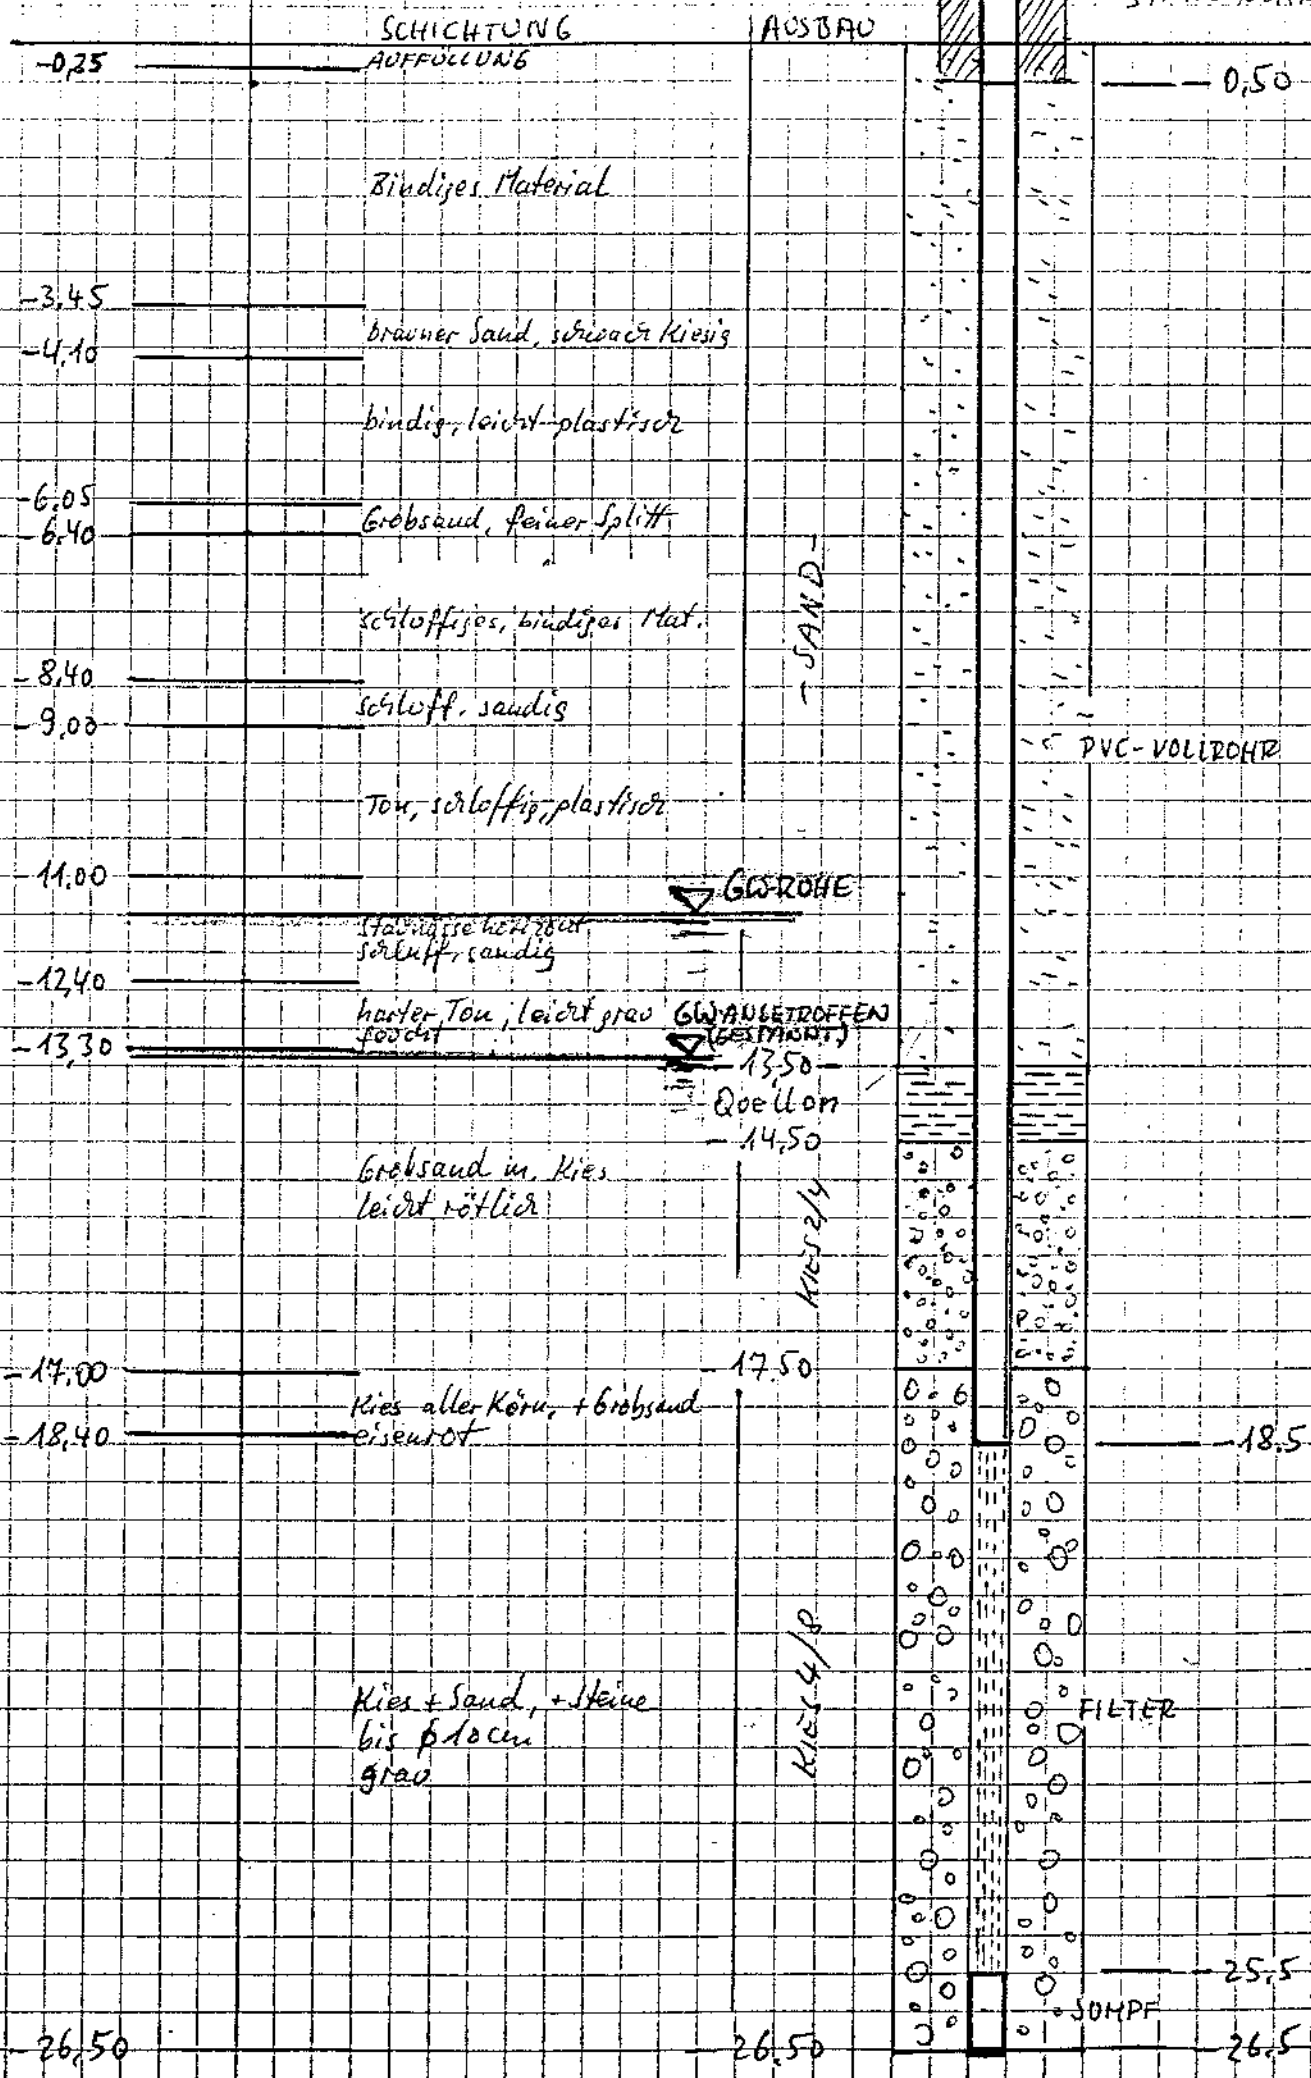 SCHICHTUNG
AUSBAU
-0,25
AUFFÜLLUNG
0,50
Bindiges Material
-3,45
brauner Sand, schwach Kiesig
-4,10
bindig, leicht plastisch
-6,05
Grobsand, feiner Splitt
-6,40
- SAND -
schluffiges, bindiges Mat.
-8,40
schluff. sandig
-9,00
PVC-VOLLROHR
Ton, schluffig, plastisch
-11,00
GW-RUHE
schluff, sandig
-12,40
harter Ton, leicht grau
feucht
GW ANGETROFFEN
(GESPANNT)
-13,30
-13,50-
Quellon
-14,50
Grobsand m. Kies
leicht rötlich
KIES 2/4
-17,00
-17,50
Kies aller Körn. + Grobsand
eisenrot
-18,40
-18.5
KIES 4/8
Kies + Sand, + Steine
bis ϕ 10cm
grau
FILTER
-25,5
SUMPF
-26,50
-26,50
-26,5